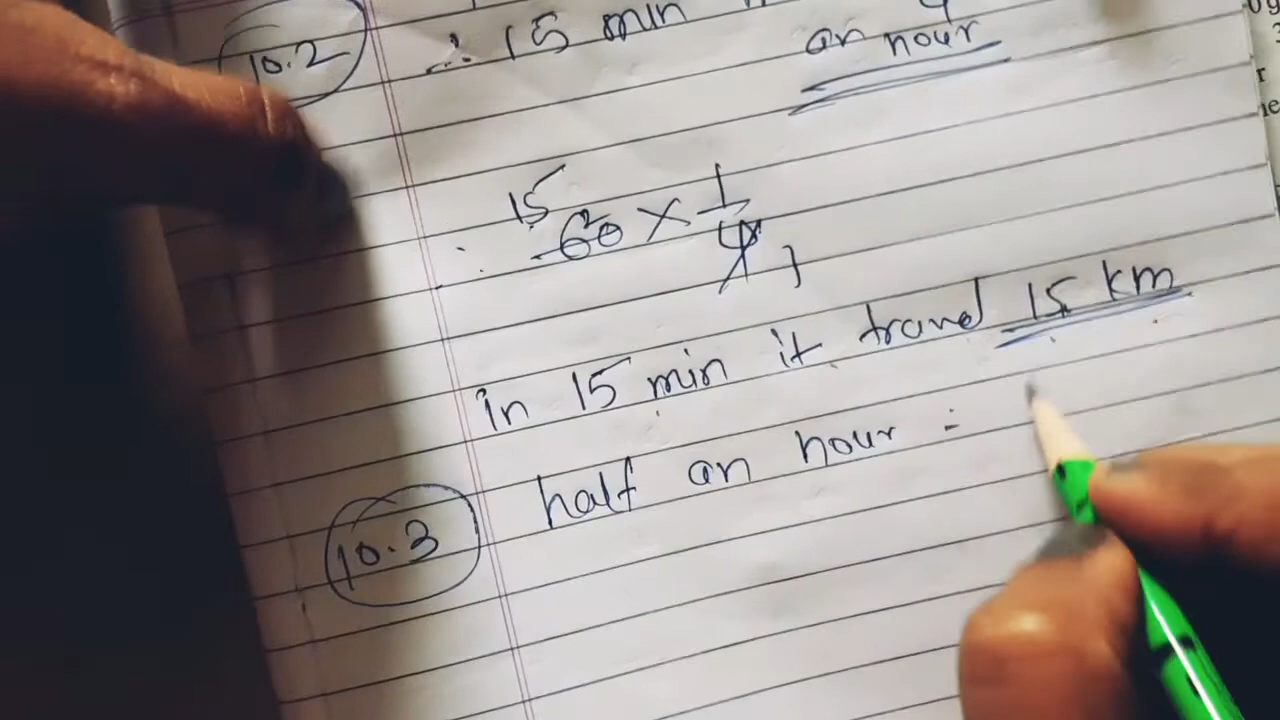 10.2 ∴ 15 min
an hour
15
60 × 1/4
1
in 15 min it travel 15 km
10.3 half an hour =